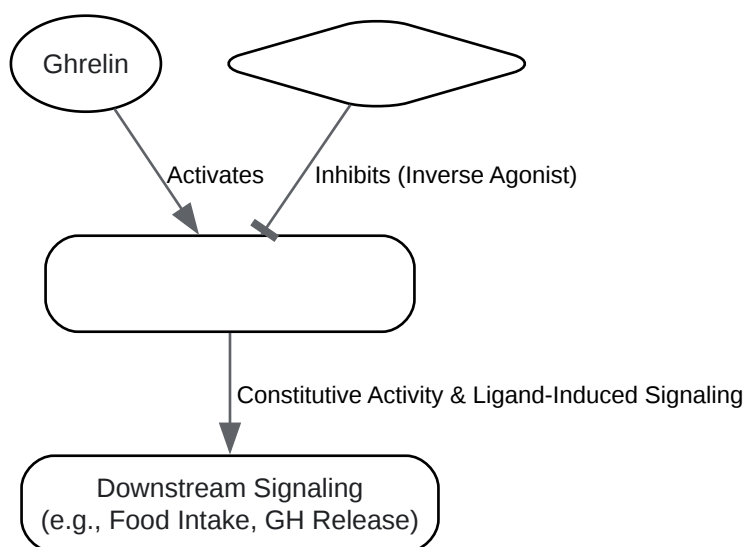 Ghrelin
Activates
Inhibits (Inverse Agonist)
Constitutive Activity & Ligand-Induced Signaling
Downstream Signaling
(e.g., Food Intake, GH Release)